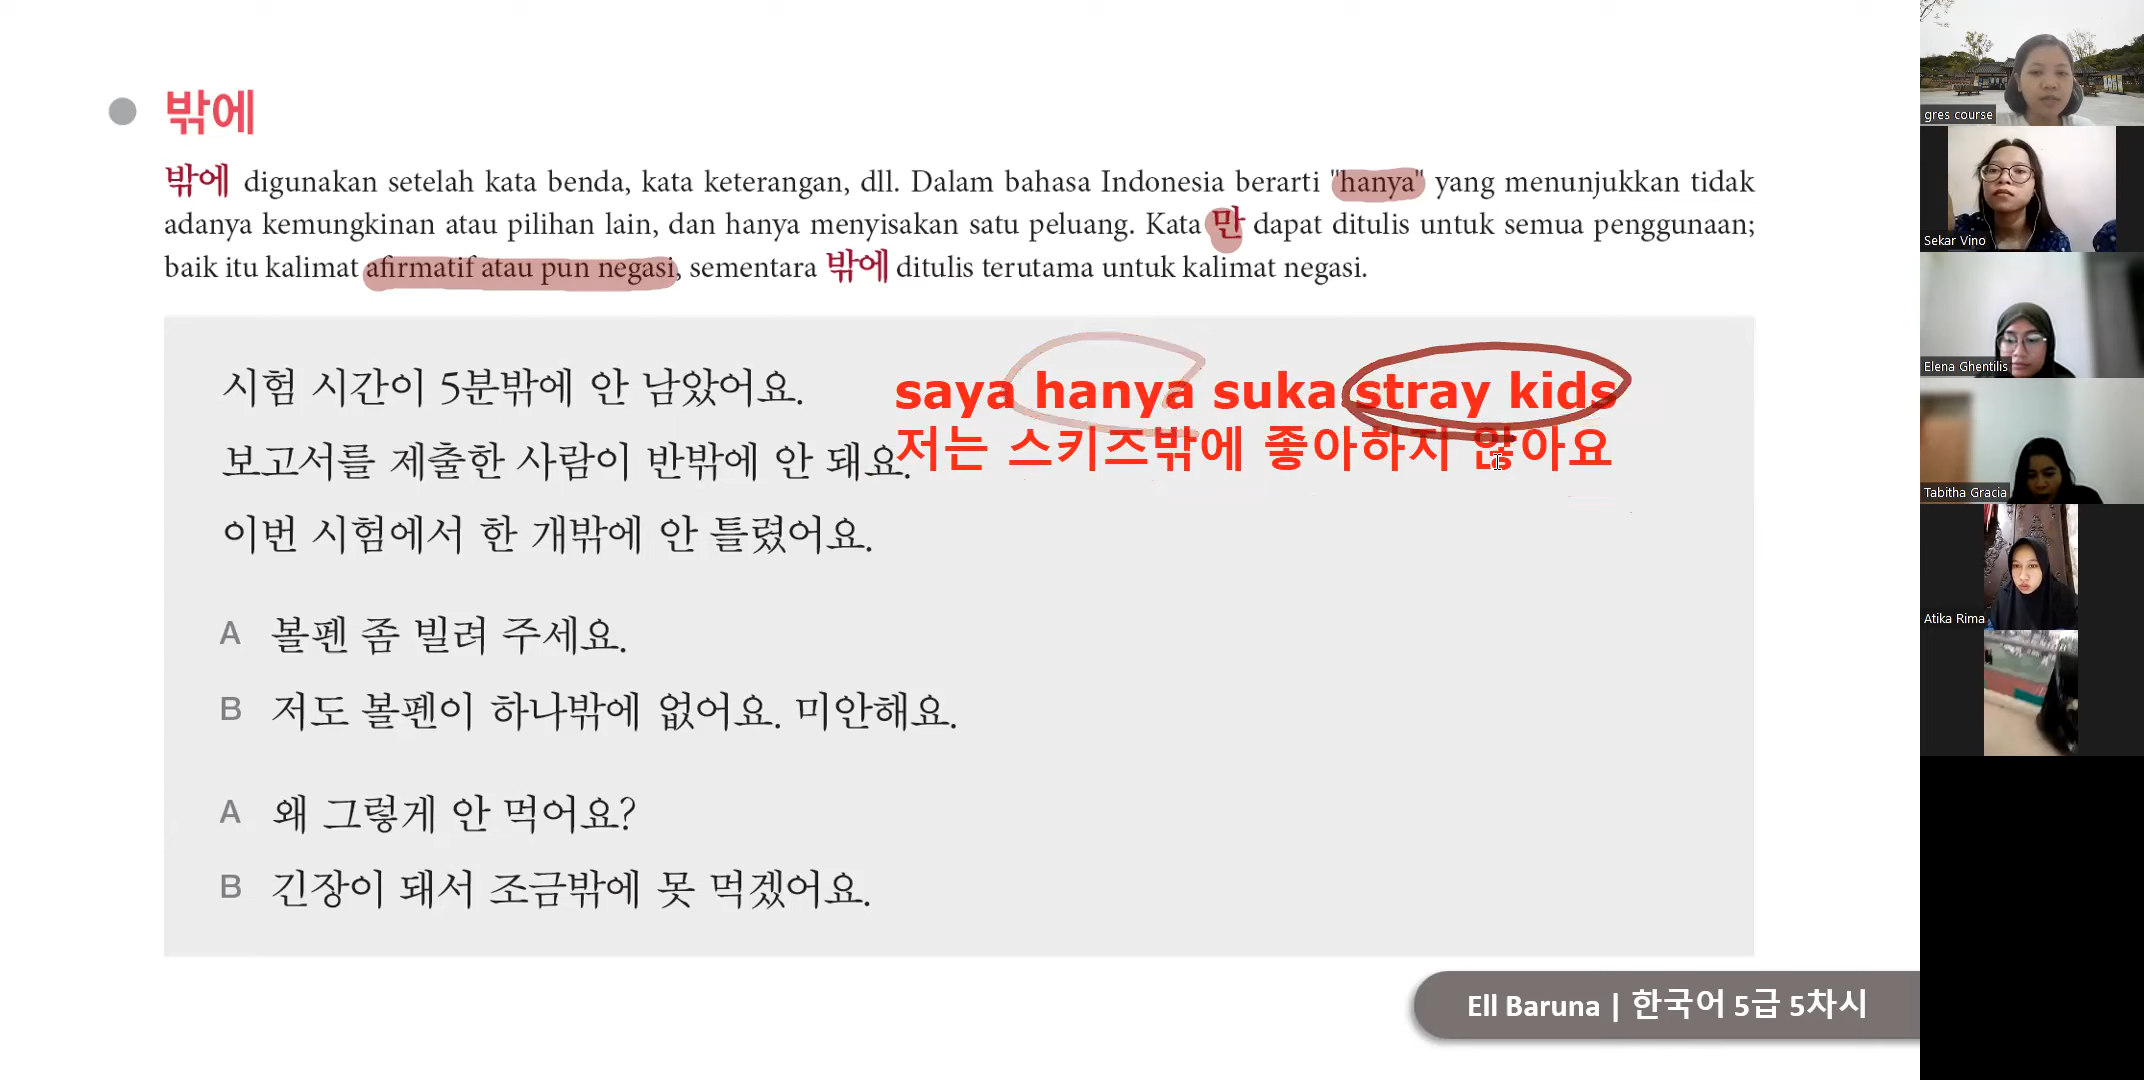 밖에
밖에 digunakan setelah kata benda, kata keterangan, dll. Dalam bahasa Indonesia berarti "hanya" yang menunjukkan tidak
adanya kemungkinan atau pilihan lain, dan hanya menyisakan satu peluang. Kata 만 dapat ditulis untuk semua penggunaan;
baik itu kalimat afirmatif atau pun negasi, sementara 밖에 ditulis terutama untuk kalimat negasi.
시험 시간이 5분밖에 안 남았어요.
saya hanya suka stray kids
보고서를 제출한 사람이 반밖에 안 돼요.
저는 스키즈밖에 좋아하지 않아요
이번 시험에서 한 개밖에 안 틀렸어요.
A 볼펜 좀 빌려 주세요.
B 저도 볼펜이 하나밖에 없어요. 미안해요.
A 왜 그렇게 안 먹어요?
B 긴장이 돼서 조금밖에 못 먹겠어요.
Ell Baruna | 한국어 5급 5차시
gres course
Sekar Vino
Elena Ghentilis
Tabitha Gracia
Atika Rima